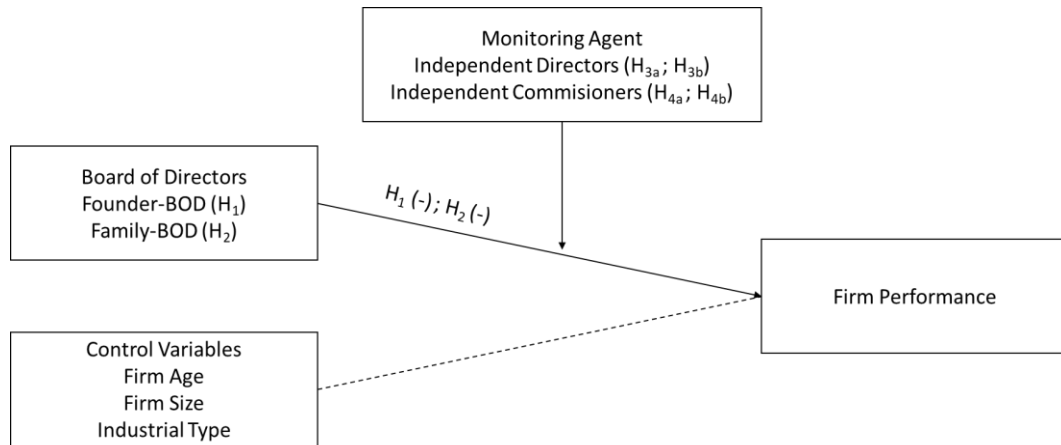 Monitoring Agent
Independent Directors (H₃ₐ ; H₃b)
Independent Commisioners (H₄ₐ ; H₄b)
Board of Directors
Founder-BOD (H₁)
Family-BOD (H₂)
H₁ (-) ; H₂ (-)
Firm Performance
Control Variables
Firm Age
Firm Size
Industrial Type